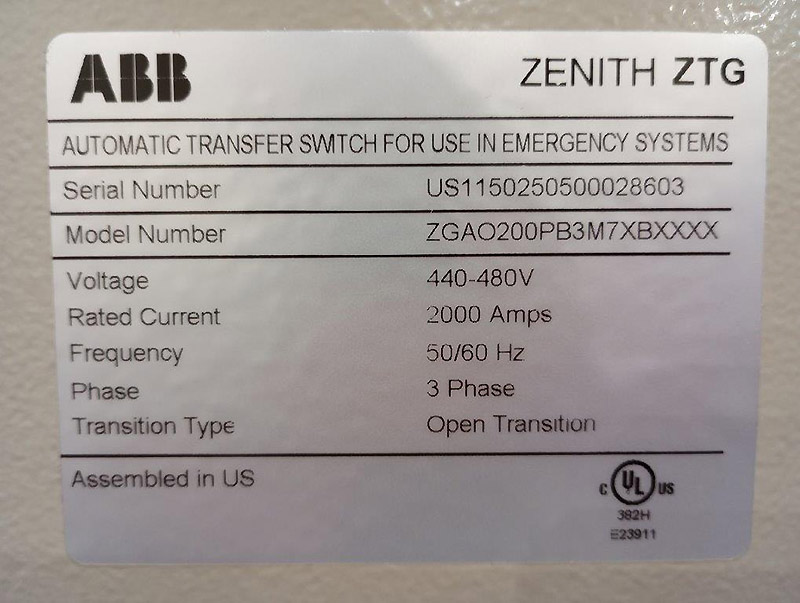 ABB ZENITH ZTG
AUTOMATIC TRANSFER SWITCH FOR USE IN EMERGENCY SYSTEMS
Serial Number US1150250500028603
Model Number ZGAO200PB3M7XBXXXX
Voltage 440-480V
Rated Current 2000 Amps
Frequency 50/60 Hz
Phase 3 Phase
Transition Type Open Transition
Assembled in US
C UL US
382H
E23911